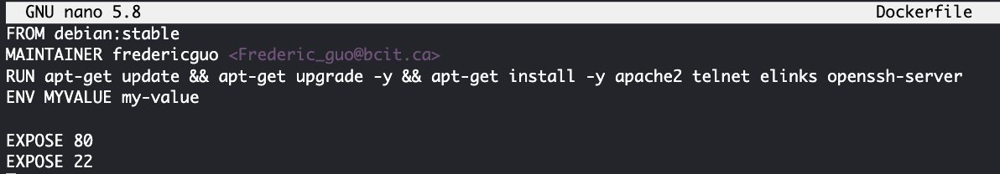 GNU nano 5.8 Dockerfile
FROM debian:stable
MAINTAINER fredericguo <Frederic_guo@bcit.ca>
RUN apt-get update && apt-get upgrade -y && apt-get install -y apache2 telnet elinks openssh-server
ENV MYVALUE my-value
EXPOSE 80
EXPOSE 22